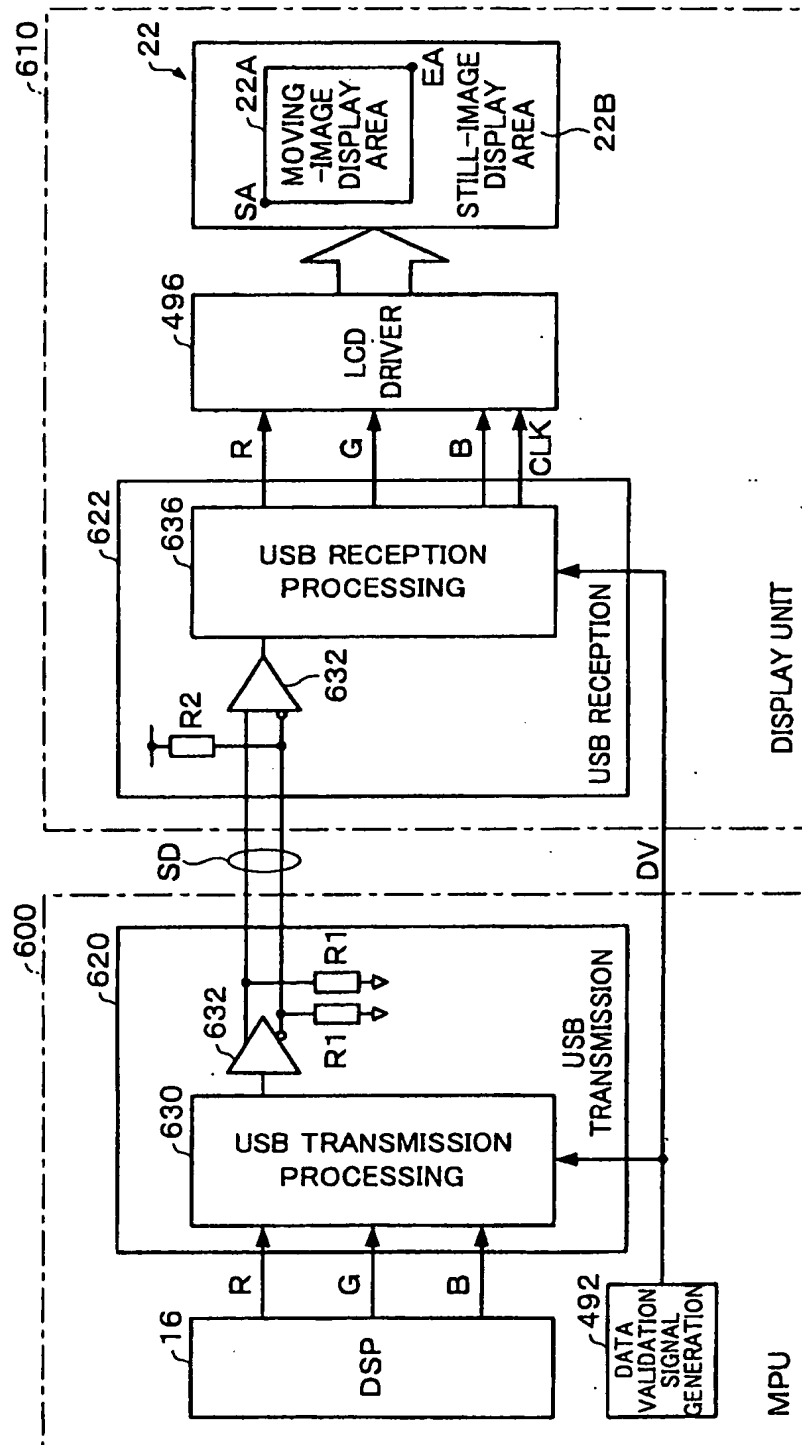 600
610
620
622
16
DSP
R
G
B
630
USB TRANSMISSION
PROCESSING
632
R1
R1
USB
TRANSMISSION
SD
R2
632
636
USB RECEPTION
PROCESSING
USB RECEPTION
R
G
B
CLK
496
LCD
DRIVER
22
SA
22A
MOVING
-IMAGE
DISPLAY
AREA
EA
STILL-IMAGE
DISPLAY
AREA
22B
492
DATA
VALIDATION
SIGNAL
GENERATION
DV
MPU
DISPLAY UNIT